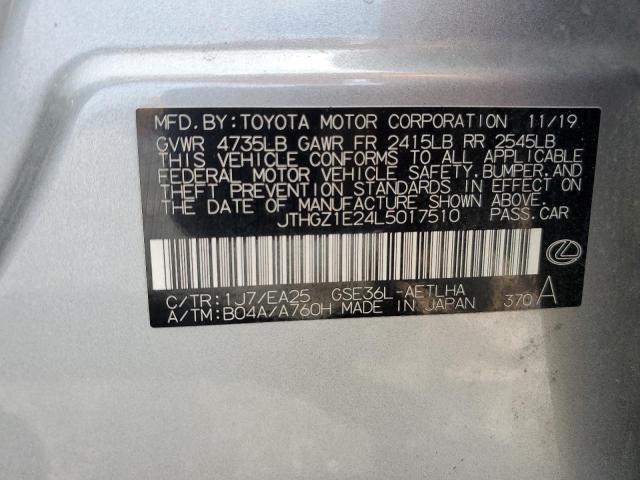 MFD. BY: TOYOTA MOTOR CORPORATION 11/19
GVWR 4735LB GAWR FR 2415LB RR 2545LB
THIS VEHICLE CONFORMS TO ALL APPLICABLE
FEDERAL MOTOR VEHICLE SAFETY, BUMPER, AND
THEFT PREVENTION STANDARDS IN EFFECT ON
THE DATE OF MANUFACTURE SHOWN ABOVE.
JTHGZ1E24L5017510 PASS. CAR
C/TR: 1J7/EA25 GSE36L-AETLHA
A/TM: B04A/A760H MADE IN JAPAN 370 A